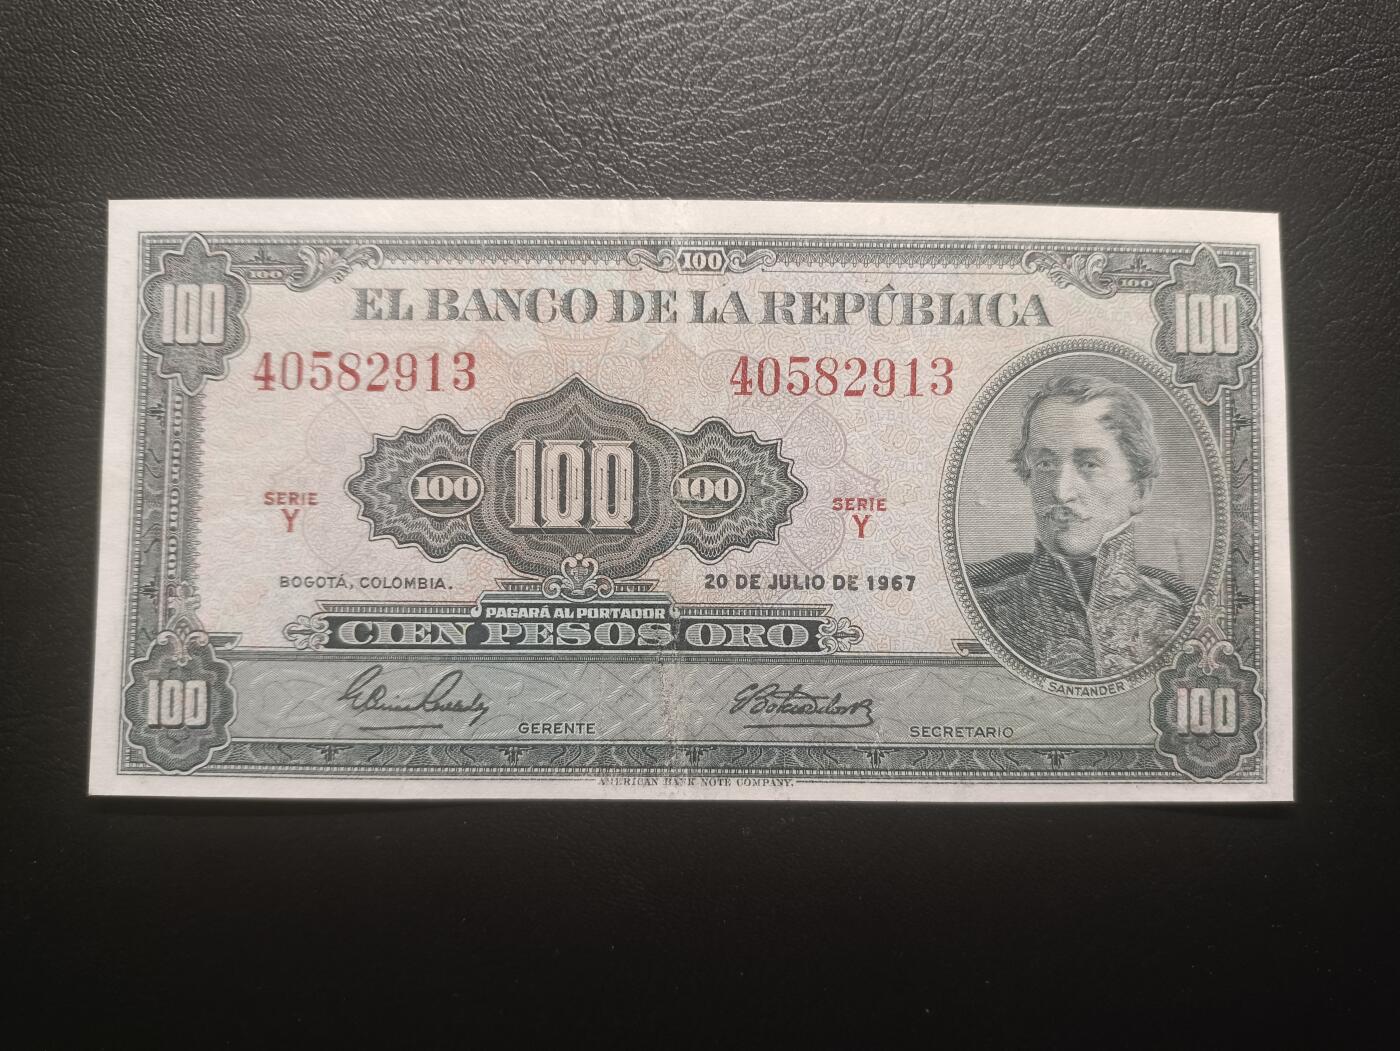 100 100 100
100 100
EL BANCO DE LA REPÚBLICA
40582913 40582913
100 100 100
SERIE Y SERIE Y
BOGOTÁ, COLOMBIA. 20 DE JULIO DE 1967
PAGARÁ AL PORTADOR
CIEN PESOS ORO
SANTANDER
100 100
GERENTE SECRETARIO
AMERICAN BANK NOTE COMPANY.